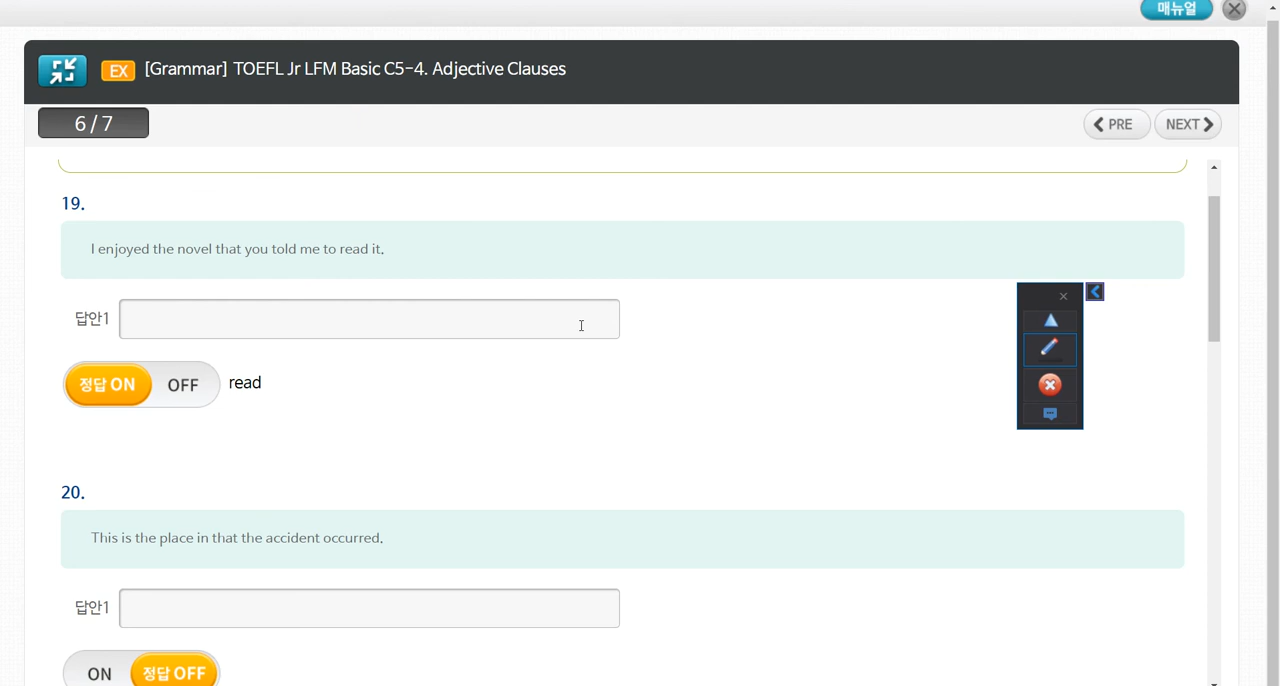 매뉴얼
EX [Grammar] TOEFL Jr LFM Basic C5-4. Adjective Clauses
6 / 7
PRE NEXT
19.
I enjoyed the novel that you told me to read it.
답안1
정답 ON OFF read
20.
This is the place in that the accident occurred.
답안1
ON 정답 OFF